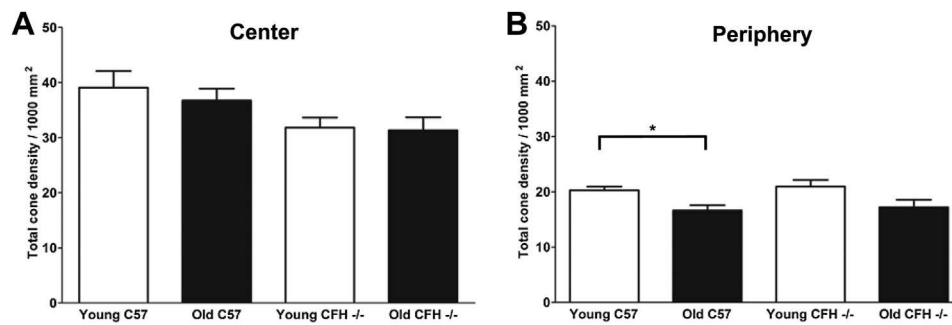 A
Center
Total cone density / 1000 mm²
50
40
30
20
10
0
Young C57
Old C57
Young CFH -/-
Old CFH -/-
B
Periphery
Total cone density / 1000 mm²
50
40
30
20
10
0
*
Young C57
Old C57
Young CFH -/-
Old CFH -/-